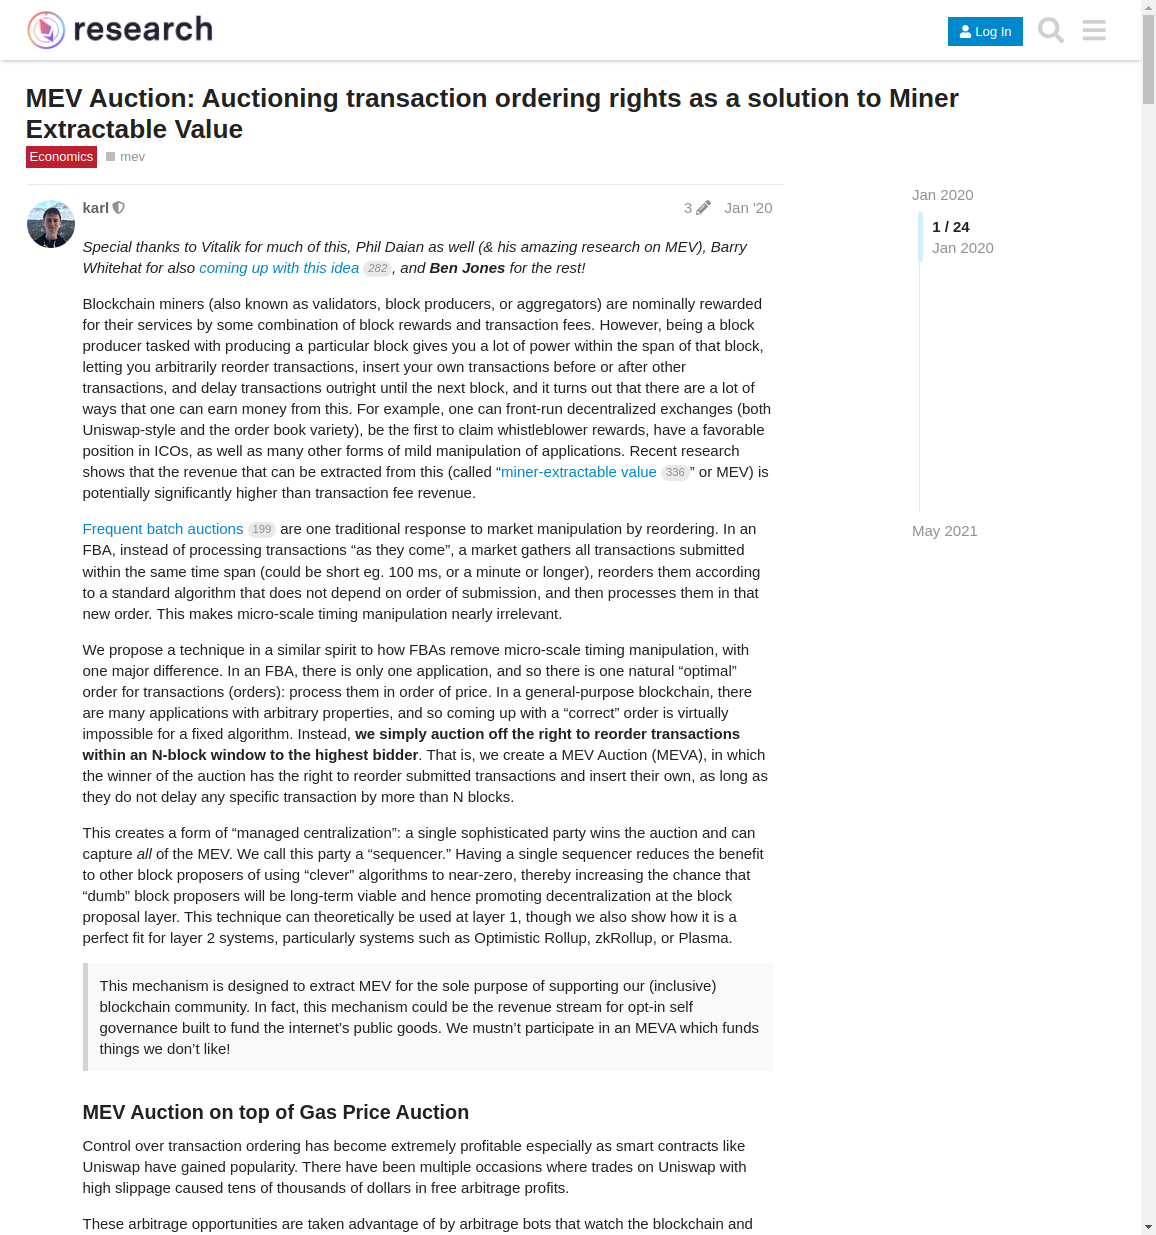 research
Log In
MEV Auction: Auctioning transaction ordering rights as a solution to Miner
Extractable Value
Economics mev
karl 3 Jan '20
Special thanks to Vitalik for much of this, Phil Daian as well (& his amazing research on MEV), Barry
Whitehat for also coming up with this idea 282 , and Ben Jones for the rest!
Blockchain miners (also known as validators, block producers, or aggregators) are nominally rewarded
for their services by some combination of block rewards and transaction fees. However, being a block
producer tasked with producing a particular block gives you a lot of power within the span of that block,
letting you arbitrarily reorder transactions, insert your own transactions before or after other
transactions, and delay transactions outright until the next block, and it turns out that there are a lot of
ways that one can earn money from this. For example, one can front-run decentralized exchanges (both
Uniswap-style and the order book variety), be the first to claim whistleblower rewards, have a favorable
position in ICOs, as well as many other forms of mild manipulation of applications. Recent research
shows that the revenue that can be extracted from this (called “miner-extractable value 336 ” or MEV) is
potentially significantly higher than transaction fee revenue.
Frequent batch auctions 199 are one traditional response to market manipulation by reordering. In an
FBA, instead of processing transactions “as they come”, a market gathers all transactions submitted
within the same time span (could be short eg. 100 ms, or a minute or longer), reorders them according
to a standard algorithm that does not depend on order of submission, and then processes them in that
new order. This makes micro-scale timing manipulation nearly irrelevant.
We propose a technique in a similar spirit to how FBAs remove micro-scale timing manipulation, with
one major difference. In an FBA, there is only one application, and so there is one natural “optimal”
order for transactions (orders): process them in order of price. In a general-purpose blockchain, there
are many applications with arbitrary properties, and so coming up with a “correct” order is virtually
impossible for a fixed algorithm. Instead, we simply auction off the right to reorder transactions
within an N-block window to the highest bidder. That is, we create a MEV Auction (MEVA), in which
the winner of the auction has the right to reorder submitted transactions and insert their own, as long as
they do not delay any specific transaction by more than N blocks.
This creates a form of “managed centralization”: a single sophisticated party wins the auction and can
capture all of the MEV. We call this party a “sequencer.” Having a single sequencer reduces the benefit
to other block proposers of using “clever” algorithms to near-zero, thereby increasing the chance that
“dumb” block proposers will be long-term viable and hence promoting decentralization at the block
proposal layer. This technique can theoretically be used at layer 1, though we also show how it is a
perfect fit for layer 2 systems, particularly systems such as Optimistic Rollup, zkRollup, or Plasma.
This mechanism is designed to extract MEV for the sole purpose of supporting our (inclusive)
blockchain community. In fact, this mechanism could be the revenue stream for opt-in self
governance built to fund the internet’s public goods. We mustn’t participate in an MEVA which funds
things we don’t like!
MEV Auction on top of Gas Price Auction
Control over transaction ordering has become extremely profitable especially as smart contracts like
Uniswap have gained popularity. There have been multiple occasions where trades on Uniswap with
high slippage caused tens of thousands of dollars in free arbitrage profits.
These arbitrage opportunities are taken advantage of by arbitrage bots that watch the blockchain and
Jan 2020
1 / 24
Jan 2020
May 2021